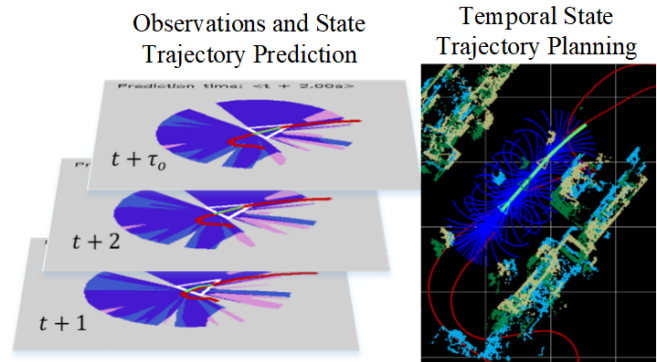 Observations and State
Trajectory Prediction
Temporal State
Trajectory Planning
Prediction time: <t + 2.00s>
t + τₒ
t + 2
t + 1